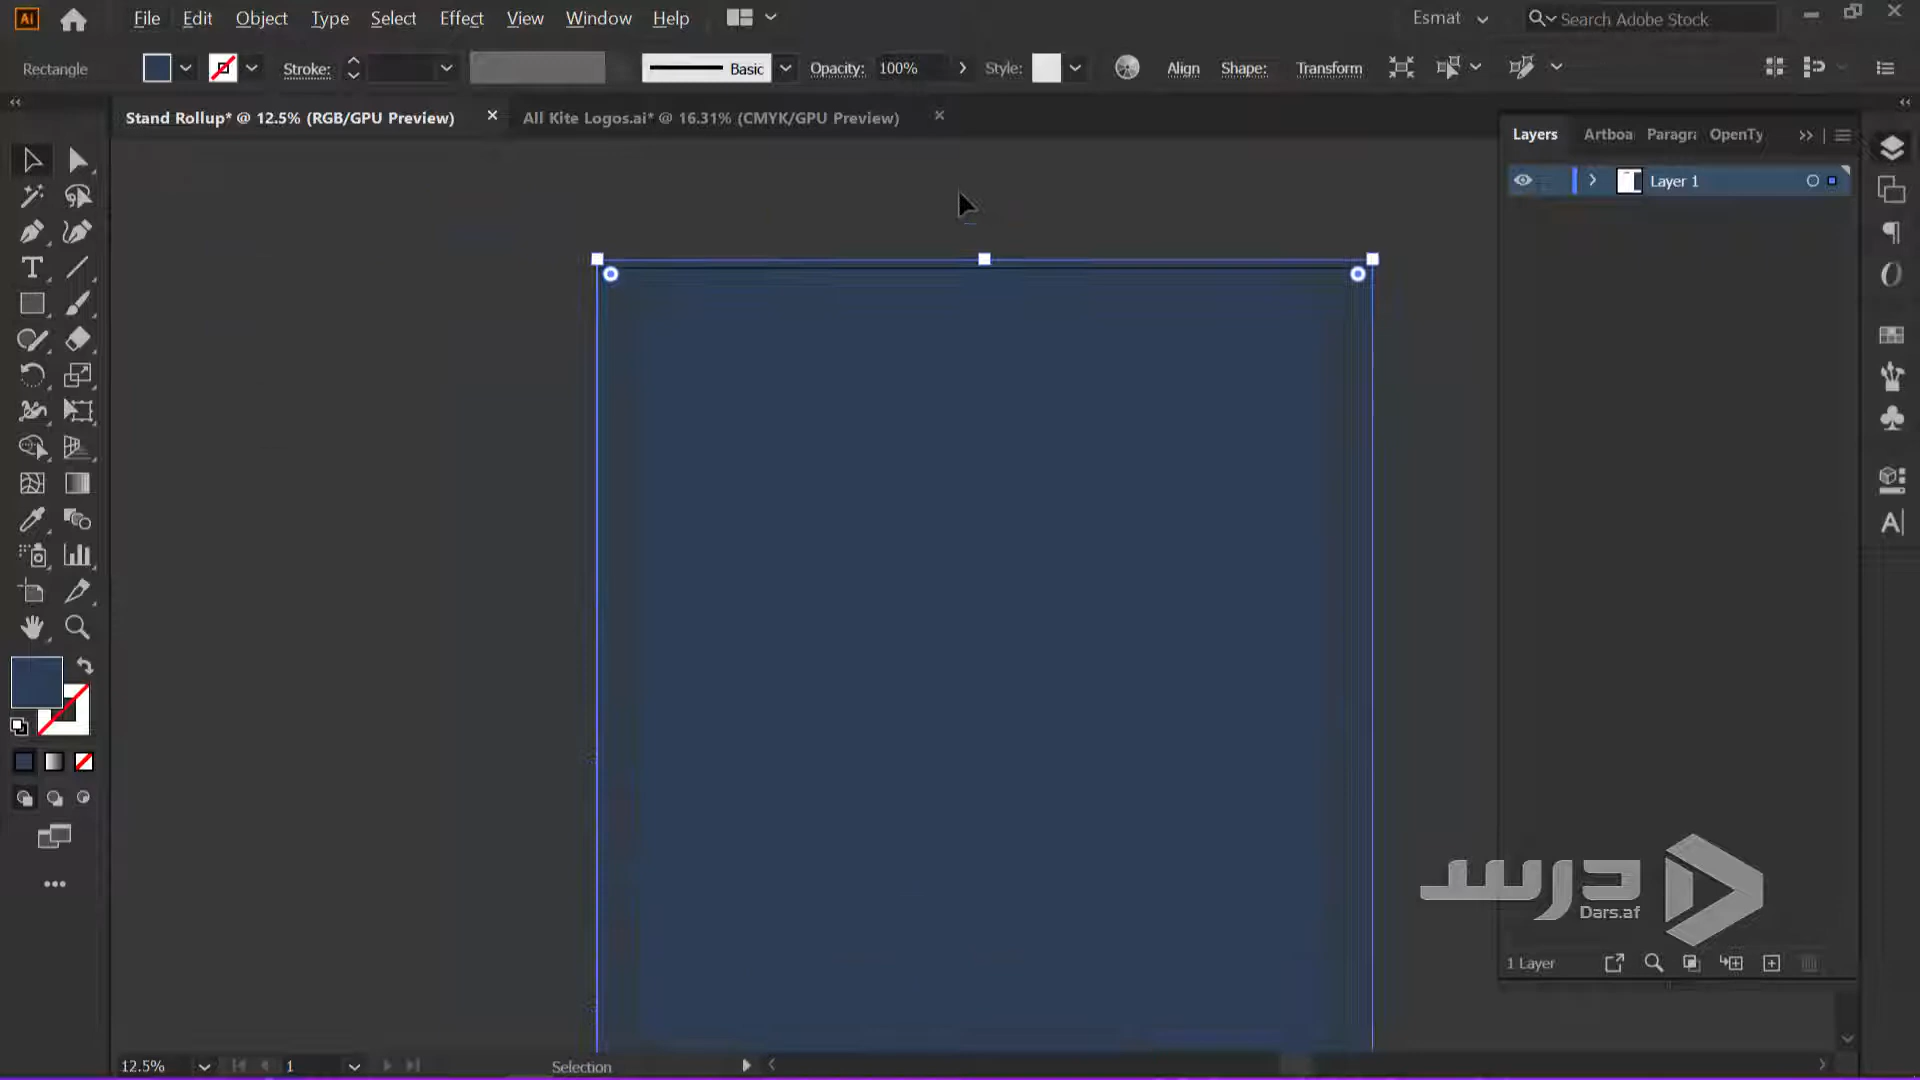 Ai File Edit Object Type Select Effect View Window Help Esmat Search Adobe Stock
Rectangle Stroke: Basic Opacity: 100% Style: Align Shape: Transform
Stand Rollup* @ 12.5% (RGB/GPU Preview) All Kite Logos.ai* @ 16.31% (CMYK/GPU Preview)
Layers Artboa Paragra OpenTy
Layer 1
درس
Dars.af
1 Layer
12.5% 1 Selection